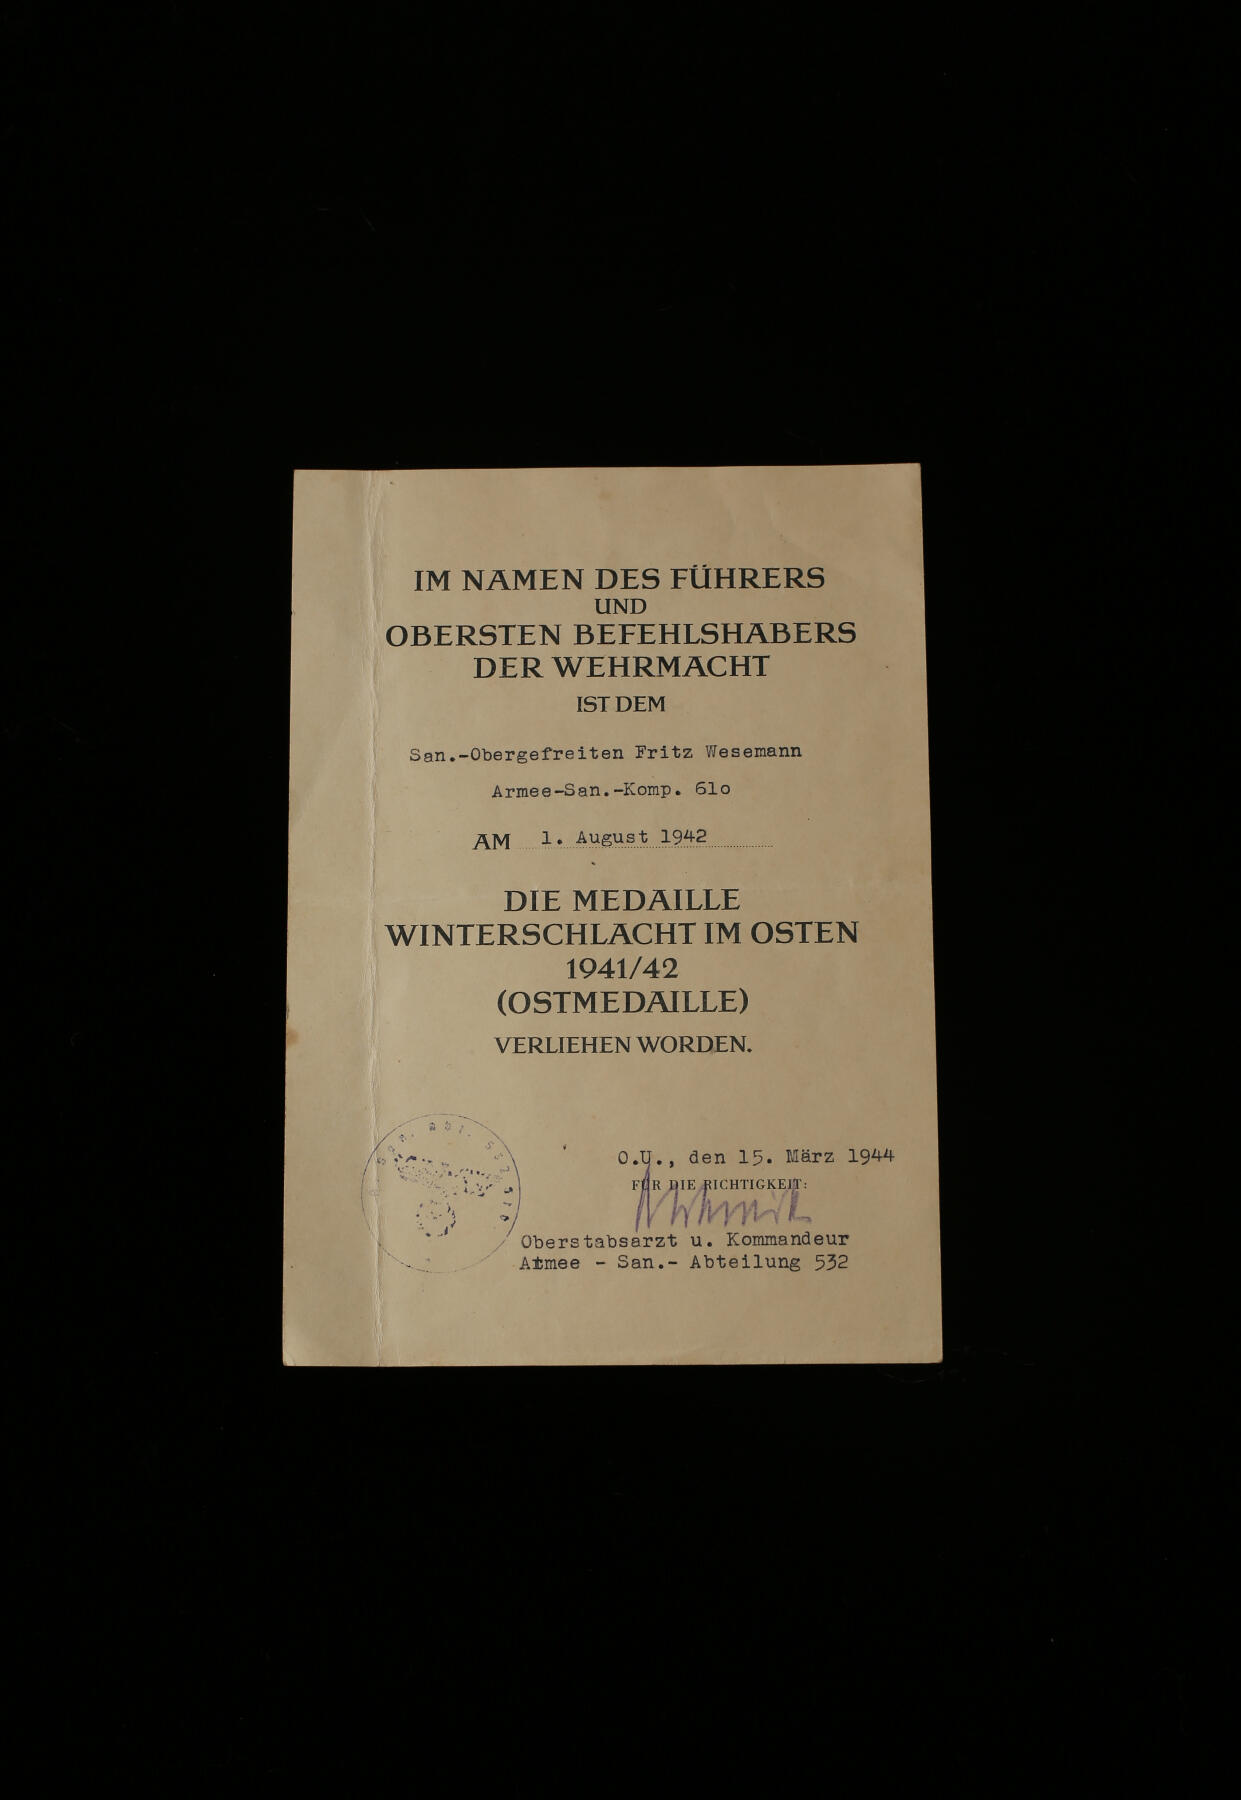 IM NAMEN DES FÜHRERS
UND
OBERSTEN BEFEHLSHABERS
DER WEHRMACHT
IST DEM
San.-Obergefreiten Fritz Wesemann
Armee-San.-Komp. 61o
AM 1. August 1942
DIE MEDAILLE
WINTERSCHLACHT IM OSTEN
1941/42
(OSTMEDAILLE)
VERLIEHEN WORDEN.
O.U., den 15. März 1944
FÜR DIE RICHTIGKEIT:
Oberstabsarzt u. Kommandeur
Armee - San.- Abteilung 532